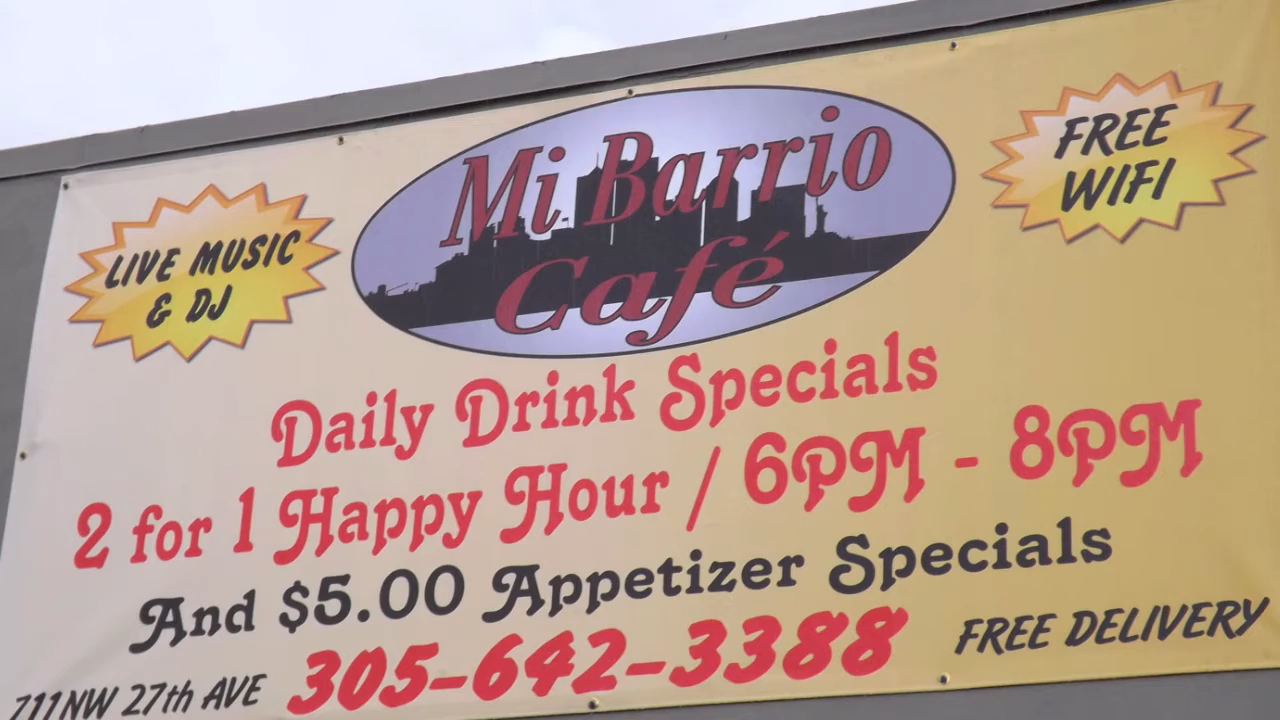 LIVE MUSIC
& DJ
Mi Barrio
Café
FREE
WIFI
Daily Drink Specials
2 for 1 Happy Hour / 6PM - 8PM
And $5.00 Appetizer Specials
711 NW 27th AVE 305-642-3388 FREE DELIVERY